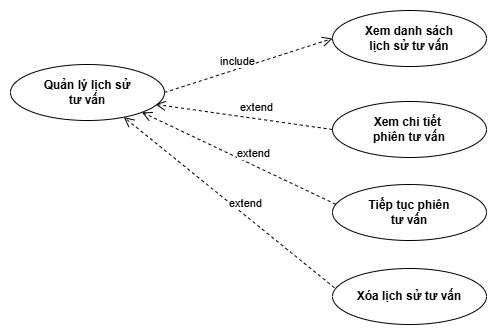 Xem danh sách
lịch sử tư vấn
include
Quản lý lịch sử
tư vấn
extend
Xem chi tiết
phiên tư vấn
extend
Tiếp tục phiên
tư vấn
extend
Xóa lịch sử tư vấn